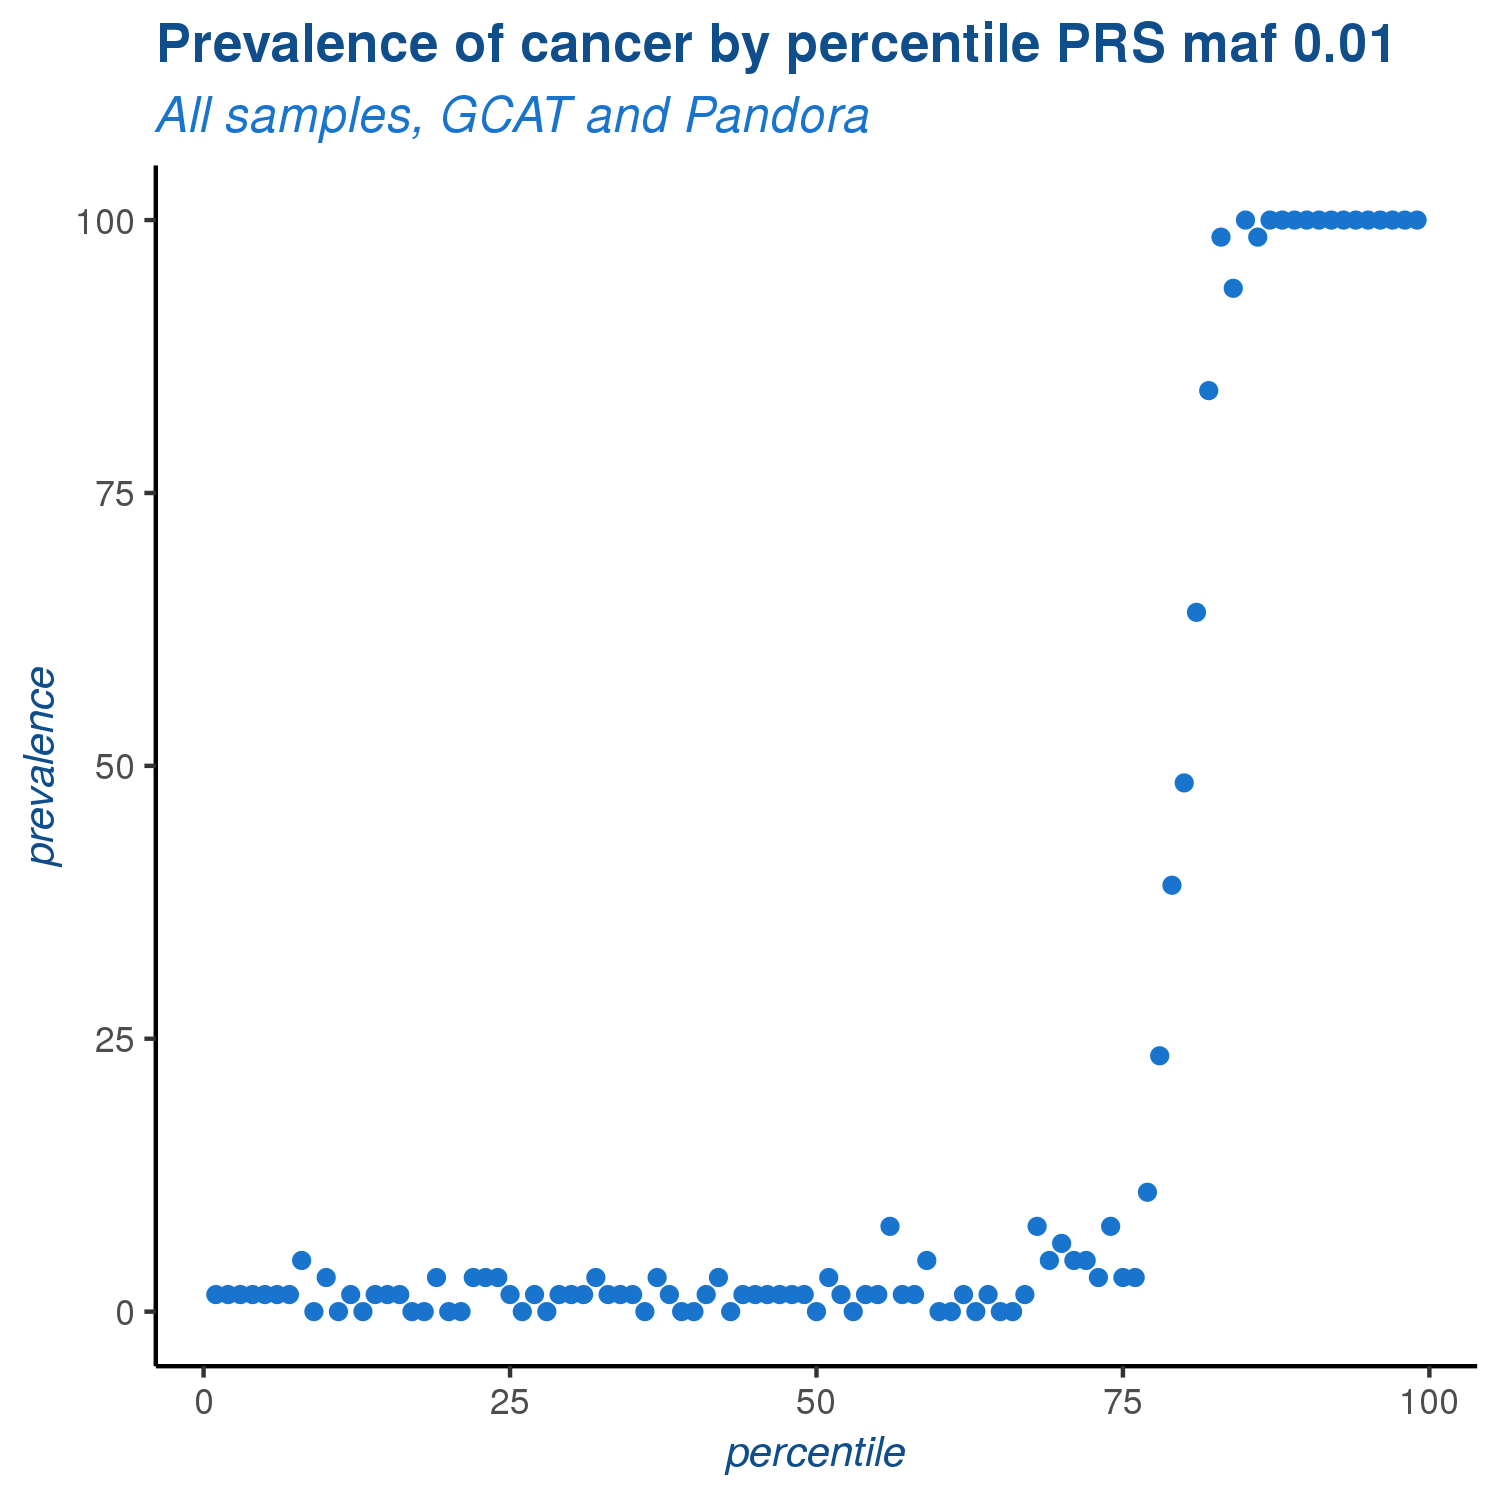 Prevalence of cancer by percentile PRS maf 0.01
All samples, GCAT and Pandora
100
75
50
25
0
prevalence
0 25 50 75 100
percentile